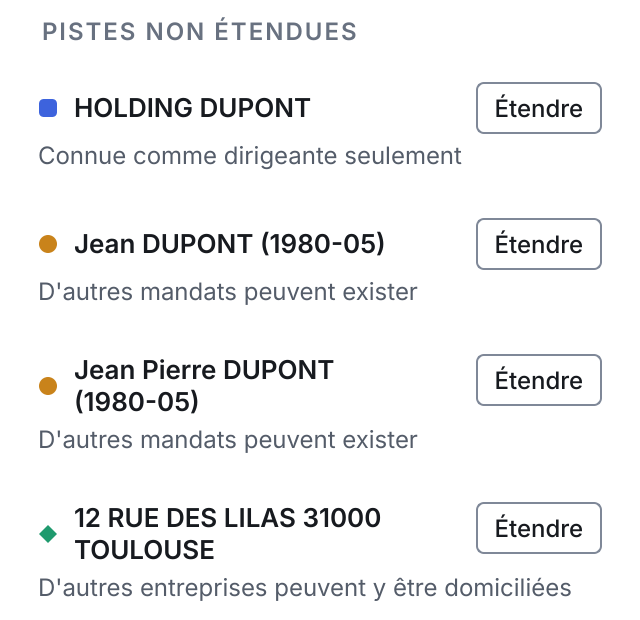 PISTES NON ÉTENDUES
HOLDING DUPONT
Étendre
Connue comme dirigeante seulement
Jean DUPONT (1980-05)
Étendre
D'autres mandats peuvent exister
Jean Pierre DUPONT
(1980-05)
Étendre
D'autres mandats peuvent exister
12 RUE DES LILAS 31000
TOULOUSE
Étendre
D'autres entreprises peuvent y être domiciliées